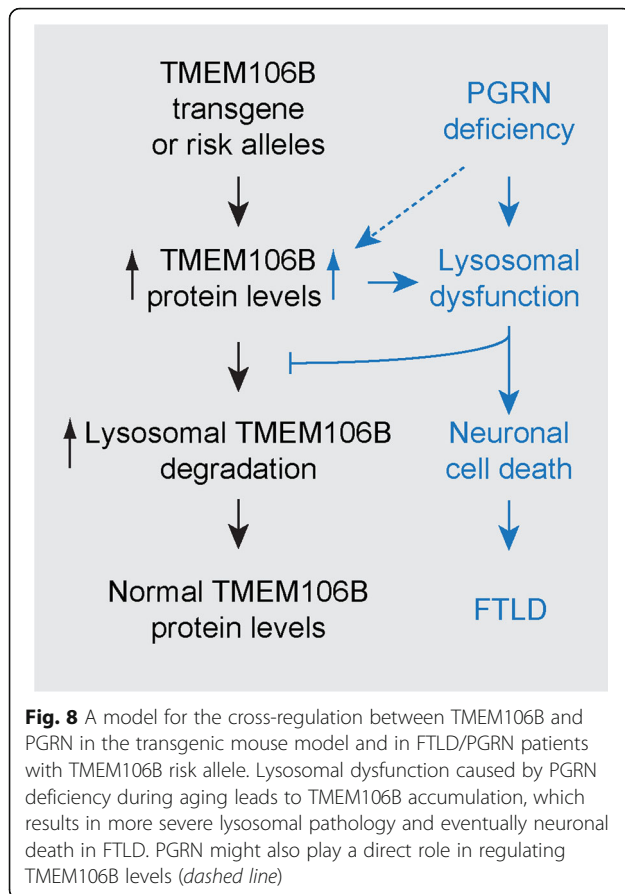 TMEM106B
transgene
or risk alleles
PGRN
deficiency
TMEM106B
protein levels
Lysosomal
dysfunction
Lysosomal TMEM106B
degradation
Neuronal
cell death
Normal TMEM106B
protein levels
FTLD
Fig. 8 A model for the cross-regulation between TMEM106B and
PGRN in the transgenic mouse model and in FTLD/PGRN patients
with TMEM106B risk allele. Lysosomal dysfunction caused by PGRN
deficiency during aging leads to TMEM106B accumulation, which
results in more severe lysosomal pathology and eventually neuronal
death in FTLD. PGRN might also play a direct role in regulating
TMEM106B levels (dashed line)